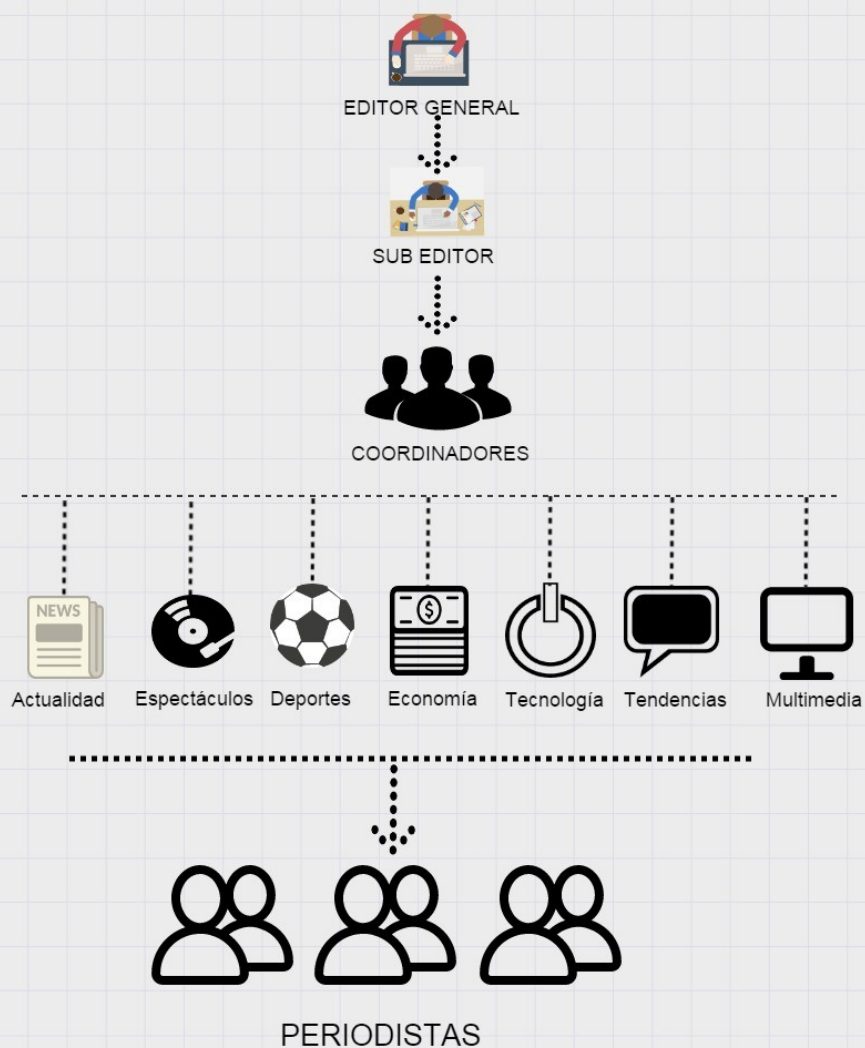 EDITOR GENERAL
SUB EDITOR
COORDINADORES
NEWS
$
Actualidad
Espectáculos
Deportes
Economía
Tecnología
Tendencias
Multimedia
PERIODISTAS